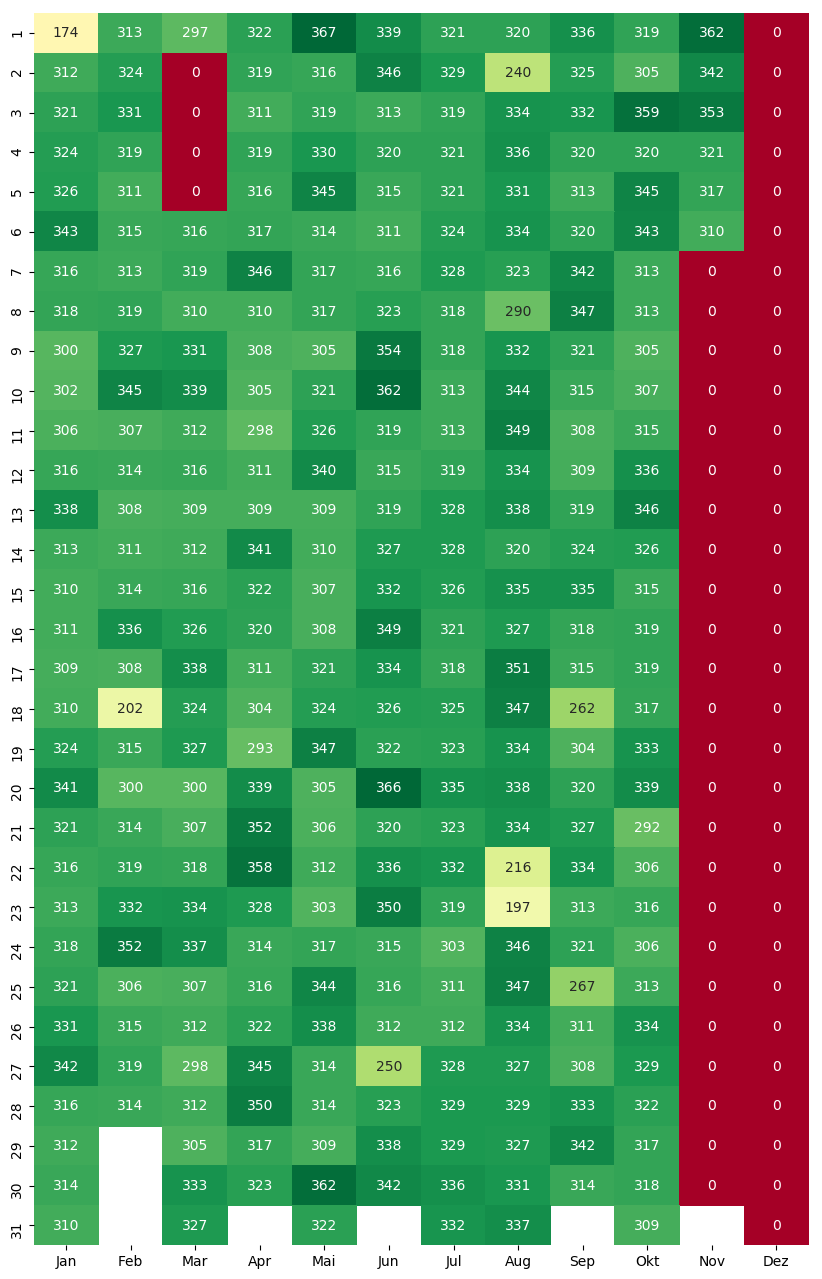 1 174 313 297 322 367 339 321 320 336 319 362 0
2 312 324 0 319 316 346 329 240 325 305 342 0
3 321 331 0 311 319 313 319 334 332 359 353 0
4 324 319 0 319 330 320 321 336 320 320 321 0
5 326 311 0 316 345 315 321 331 313 345 317 0
6 343 315 316 317 314 311 324 334 320 343 310 0
7 316 313 319 346 317 316 328 323 342 313 0 0
8 318 319 310 310 317 323 318 290 347 313 0 0
9 300 327 331 308 305 354 318 332 321 305 0 0
10 302 345 339 305 321 362 313 344 315 307 0 0
11 306 307 312 298 326 319 313 349 308 315 0 0
12 316 314 316 311 340 315 319 334 309 336 0 0
13 338 308 309 309 309 319 328 338 319 346 0 0
14 313 311 312 341 310 327 328 320 324 326 0 0
15 310 314 316 322 307 332 326 335 335 315 0 0
16 311 336 326 320 308 349 321 327 318 319 0 0
17 309 308 338 311 321 334 318 351 315 319 0 0
18 310 202 324 304 324 326 325 347 262 317 0 0
19 324 315 327 293 347 322 323 334 304 333 0 0
20 341 300 300 339 305 366 335 338 320 339 0 0
21 321 314 307 352 306 320 323 334 327 292 0 0
22 316 319 318 358 312 336 332 216 334 306 0 0
23 313 332 334 328 303 350 319 197 313 316 0 0
24 318 352 337 314 317 315 303 346 321 306 0 0
25 321 306 307 316 344 316 311 347 267 313 0 0
26 331 315 312 322 338 312 312 334 311 334 0 0
27 342 319 298 345 314 250 328 327 308 329 0 0
28 316 314 312 350 314 323 329 329 333 322 0 0
29 312 305 317 309 338 329 327 342 317 0 0
30 314 333 323 362 342 336 331 314 318 0 0
31 310 327 322 332 337 309 0
Jan Feb Mar Apr Mai Jun Jul Aug Sep Okt Nov Dez